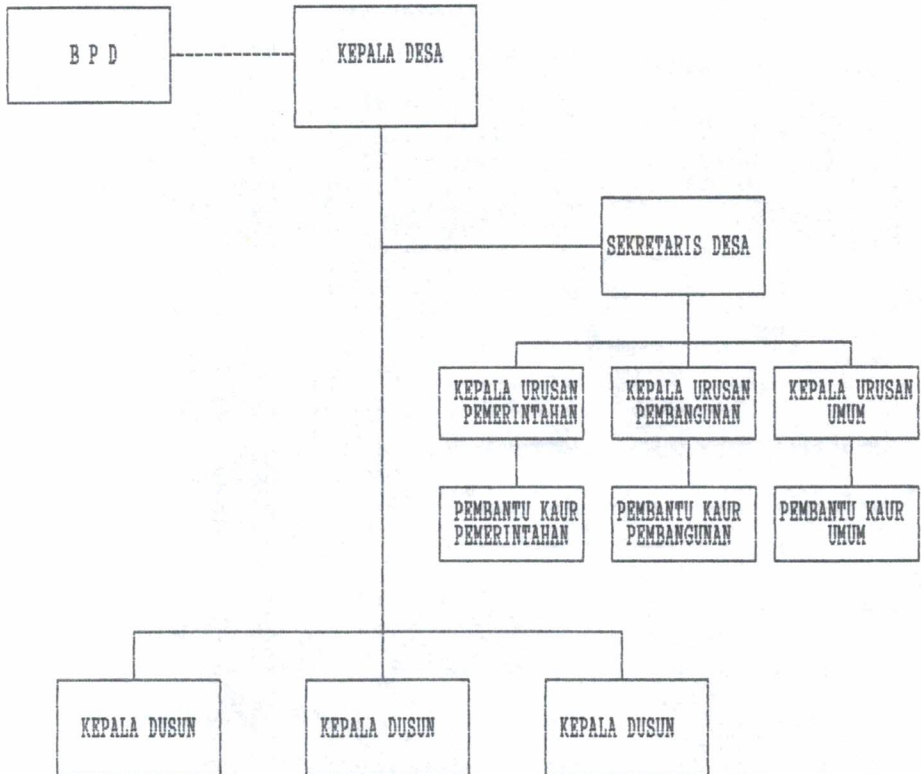 B P D
KEPALA DESA
SEKRETARIS DESA
KEPALA URUSAN
PEMERINTAHAN
KEPALA URUSAN
PEMBANGUNAN
KEPALA URUSAN
UMUM
PEMBANTU KAUR
PEMERINTAHAN
PEMBANTU KAUR
PEMBANGUNAN
PEMBANTU KAUR
UMUM
KEPALA DUSUN
KEPALA DUSUN
KEPALA DUSUN